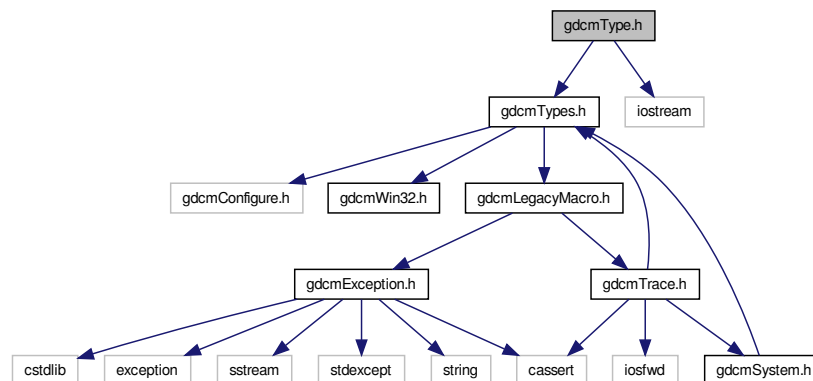 gdcmType.h
gdcmTypes.h
iostream
gdcmConfigure.h
gdcmWin32.h
gdcmLegacyMacro.h
gdcmException.h
gdcmTrace.h
cstdlib
exception
sstream
stdexcept
string
cassert
iosfwd
gdcmSystem.h